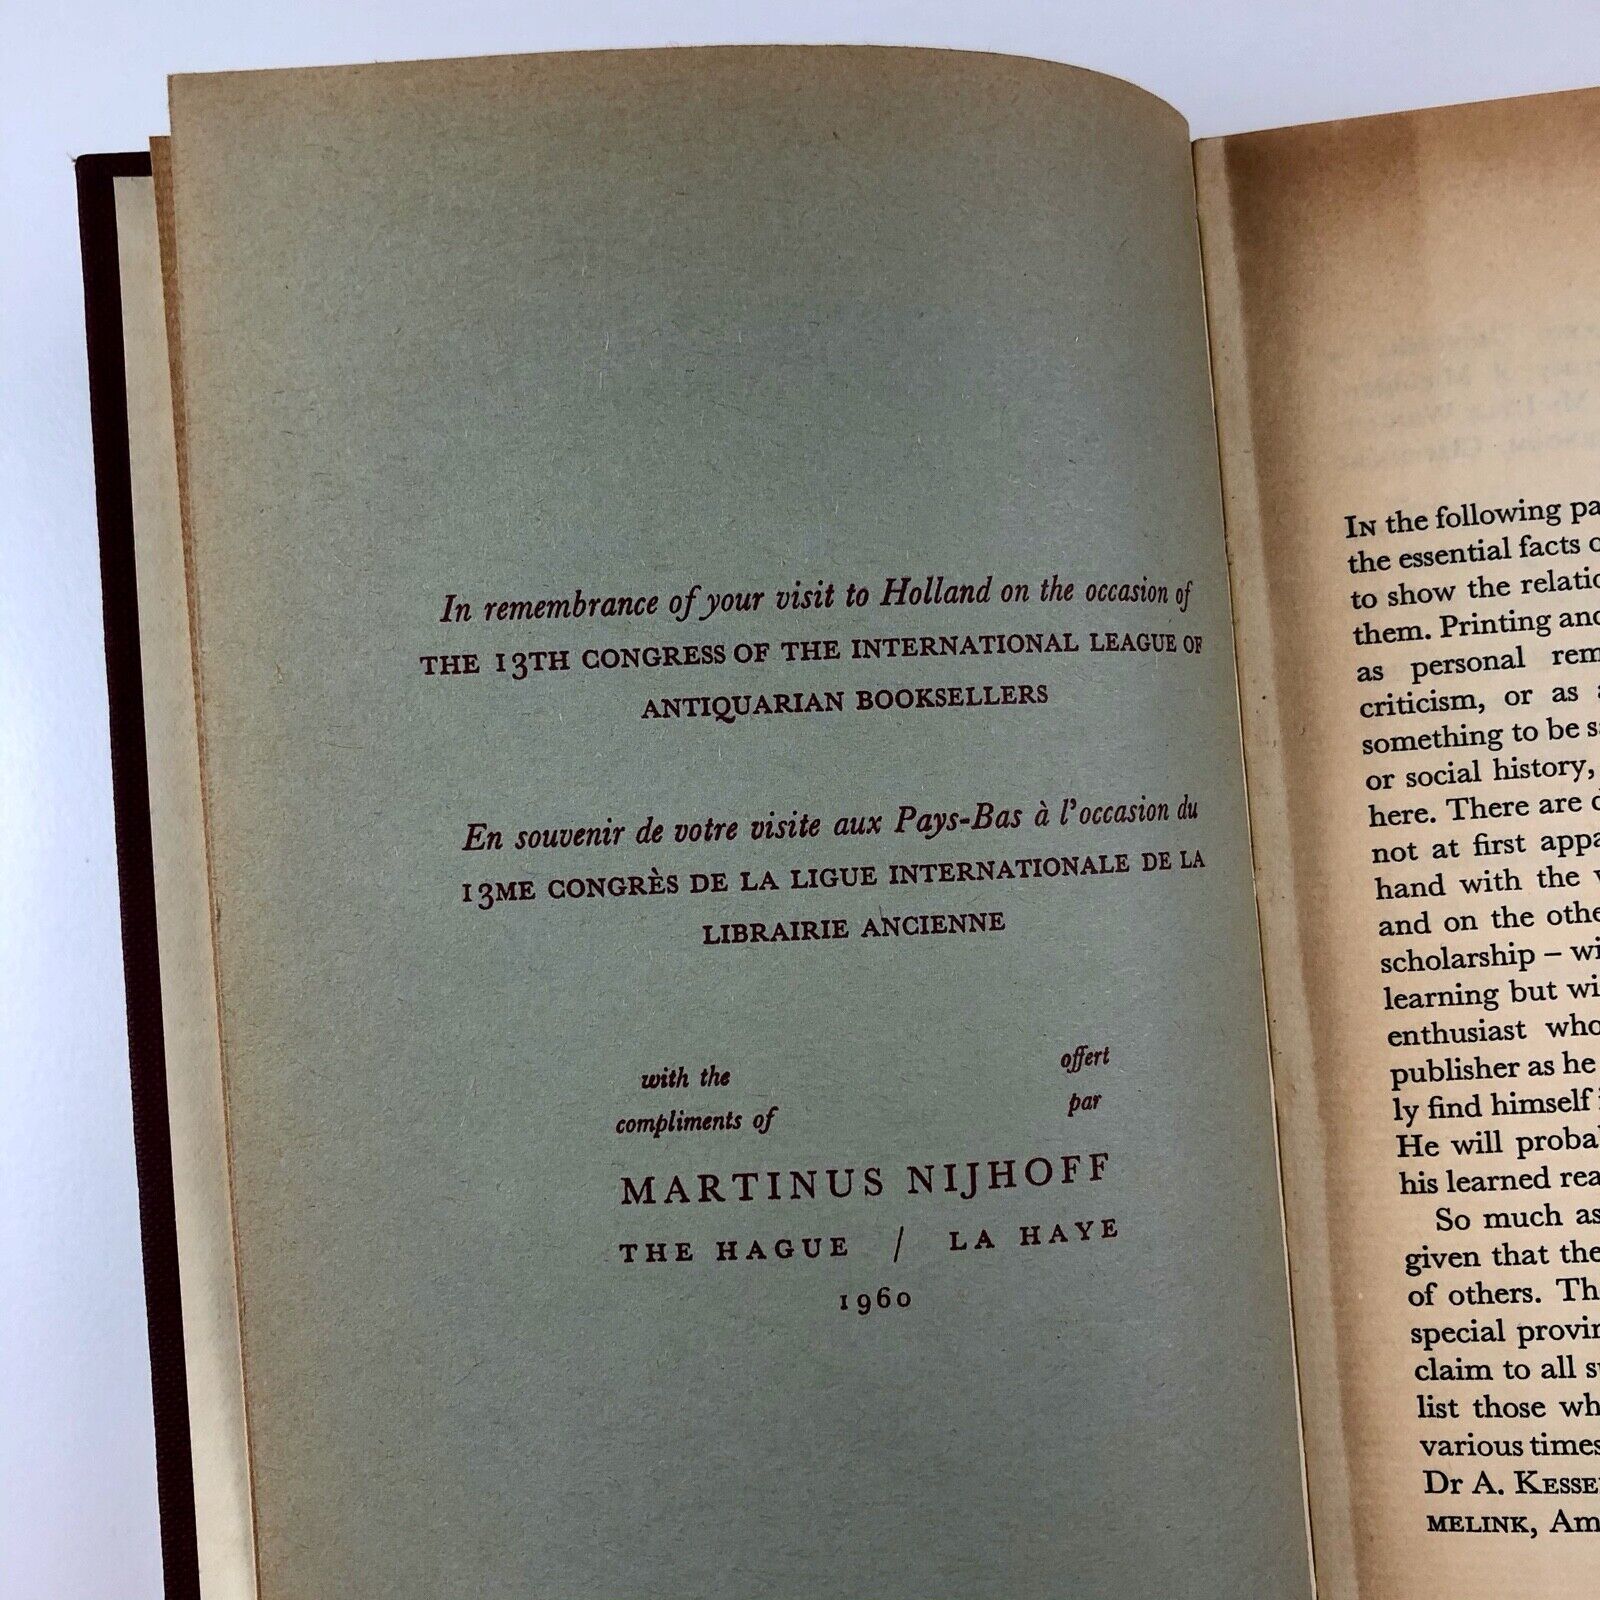 In remembrance of your visit to Holland on the occasion of
THE 13TH CONGRESS OF THE INTERNATIONAL LEAGUE OF
ANTIQUARIAN BOOKSELLERS
En souvenir de votre visite aux Pays-Bas à l'occasion du
13ME CONGRÈS DE LA LIGUE INTERNATIONALE DE LA
LIBRAIRIE ANCIENNE
with the offert
compliments of par
MARTINUS NIJHOFF
THE HAGUE / LA HAYE
1960
IN the following
the essential facts
to show the
them. Printing
as personal
criticism, or as
something to be
or social history,
here. There are
not at first
hand with the
and on the
scholarship –
learning but
enthusiast who
publisher as he
ly find himself
He will
his learned
So much as
given that the
of others.
special
claim to all
list those
various times
Dr A.
MELINK,